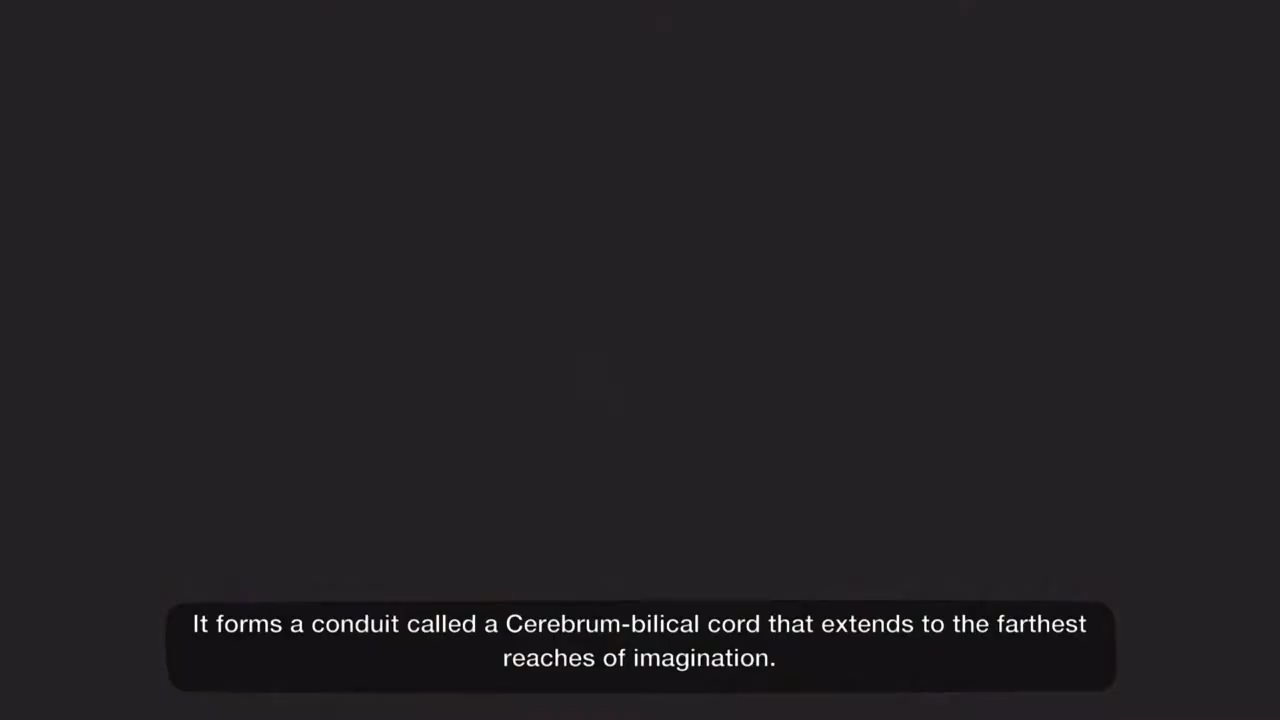 It forms a conduit called a Cerebrum-bilical cord that extends to the farthest
reaches of imagination.